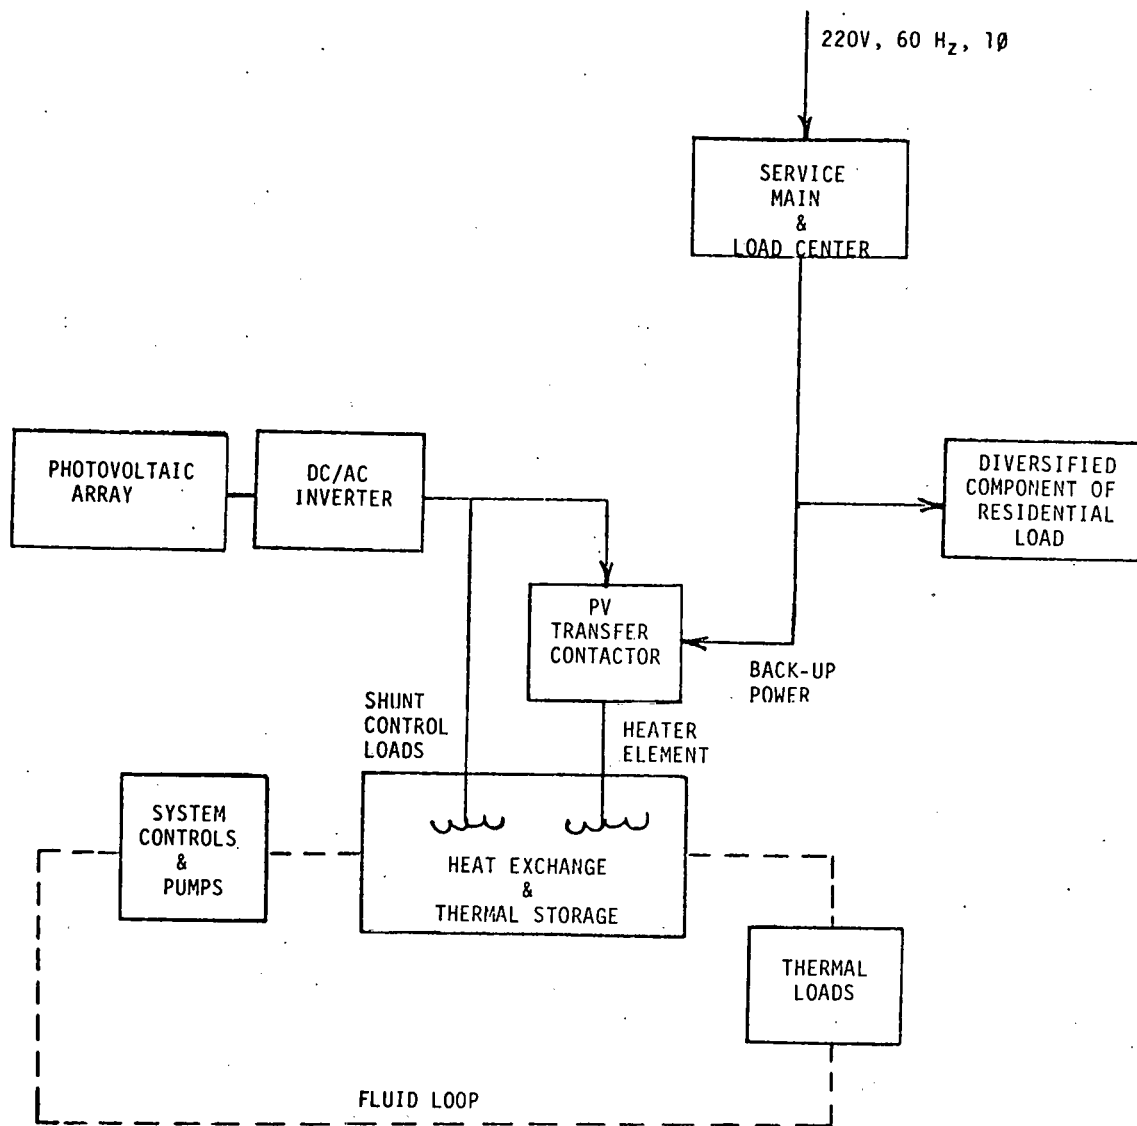 220V, 60 Hz, 1Ø
SERVICE
MAIN
&
LOAD CENTER
PHOTOVOLTAIC
ARRAY
DC/AC
INVERTER
DIVERSIFIED
COMPONENT OF
RESIDENTIAL
LOAD
PV
TRANSFER
CONTACTOR
BACK-UP
POWER
SHUNT
CONTROL
LOADS
HEATER
ELEMENT
SYSTEM
CONTROLS
&
PUMPS
HEAT EXCHANGE
&
THERMAL STORAGE
THERMAL
LOADS
FLUID LOOP